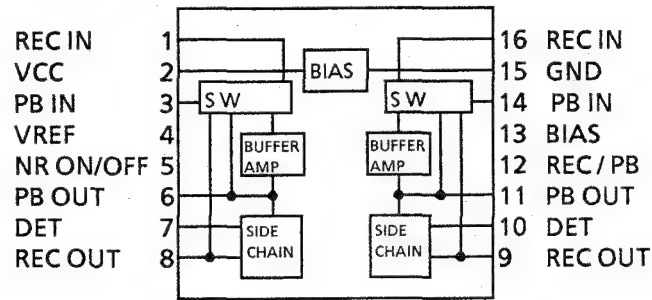 REC IN 1 16 REC IN
VCC 2 BIAS 15 GND
PB IN 3 SW SW 14 PB IN
VREF 4 13 BIAS
BUFFER AMP BUFFER AMP
NR ON/OFF 5 12 REC / PB
PB OUT 6 11 PB OUT
DET 7 10 DET
SIDE CHAIN SIDE CHAIN
REC OUT 8 9 REC OUT